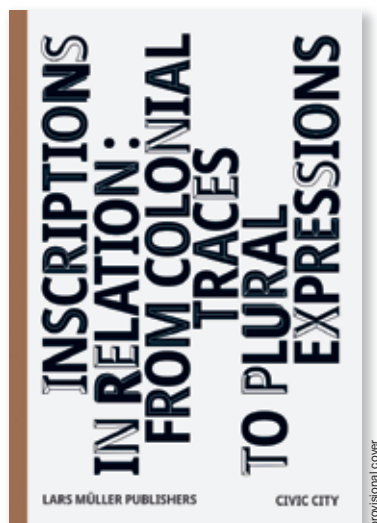 INSCRIPTIONS
IN RELATION:
FROM COLONIAL
TRACES
TO PLURAL
EXPRESSIONS
LARS MÜLLER PUBLISHERS
CIVIC CITY
provisional cover